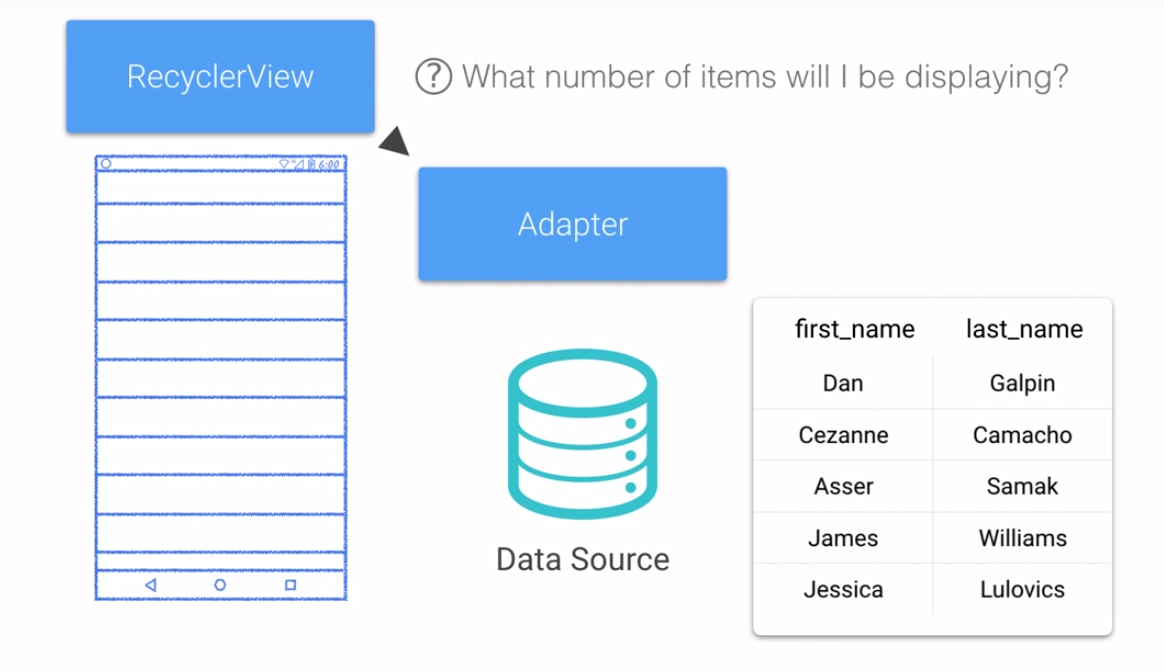 RecyclerView
? What number of items will I be displaying?
6:00
Adapter
first_name last_name
Dan Galpin
Cezanne Camacho
Asser Samak
James Williams
Jessica Lulovics
Data Source